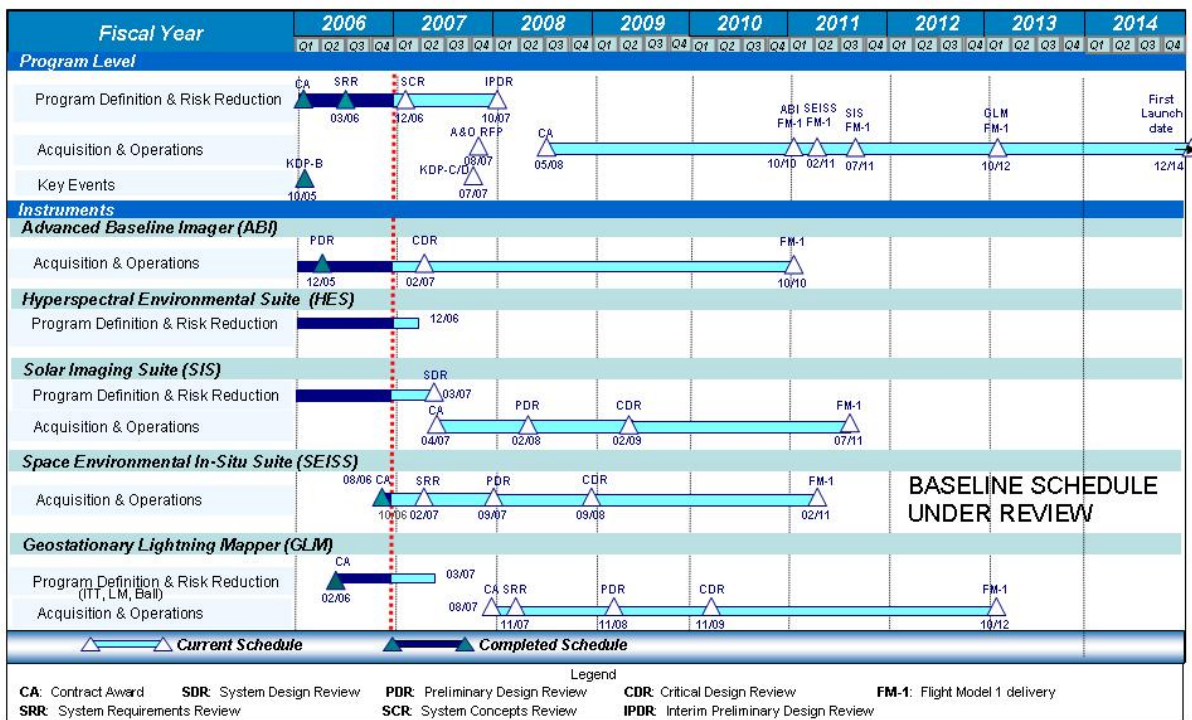 Fiscal Year 2006 2007 2008 2009 2010 2011 2012 2013 2014
Q1 Q2 Q3 Q4 Q1 Q2 Q3 Q4 Q1 Q2 Q3 Q4 Q1 Q2 Q3 Q4 Q1 Q2 Q3 Q4 Q1 Q2 Q3 Q4 Q1 Q2 Q3 Q4 Q1 Q2 Q3 Q4 Q1 Q2 Q3 Q4
Program Level
CA SRR SCR IPDR
Program Definition & Risk Reduction
03/06 12/06 10/07
A&O RFP CA ABI FM-1 SEISS FM-1 SIS FM-1 GLM FM-1 First Launch date
Acquisition & Operations
08/07 05/08 10/10 02/11 07/11 10/12 12/14
KDP-B KDP-C/D
Key Events
10/05 07/07
Instruments
Advanced Baseline Imager (ABI)
PDR CDR FM-1
Acquisition & Operations
12/05 02/07 10/10
Hyperspectral Environmental Suite (HES)
Program Definition & Risk Reduction 12/06
Solar Imaging Suite (SIS)
SDR
Program Definition & Risk Reduction 03/07
CA PDR CDR FM-1
Acquisition & Operations
04/07 02/08 02/09 07/11
Space Environmental In-Situ Suite (SEISS)
08/06 CA SRR PDR CDR FM-1
Acquisition & Operations
10/06 02/07 09/07 09/08 02/11
BASELINE SCHEDULE
UNDER REVIEW
Geostationary Lightning Mapper (GLM)
CA
Program Definition & Risk Reduction 03/07
(ITT, LM, Ball)
02/06
CA SRR PDR CDR FM-1
Acquisition & Operations 08/07
11/07 11/08 11/09 10/12
Current Schedule Completed Schedule
Legend
CA: Contract Award SDR: System Design Review PDR: Preliminary Design Review CDR: Critical Design Review FM-1: Flight Model 1 delivery
SRR: System Requirements Review SCR: System Concepts Review IPDR: Interim Preliminary Design Review